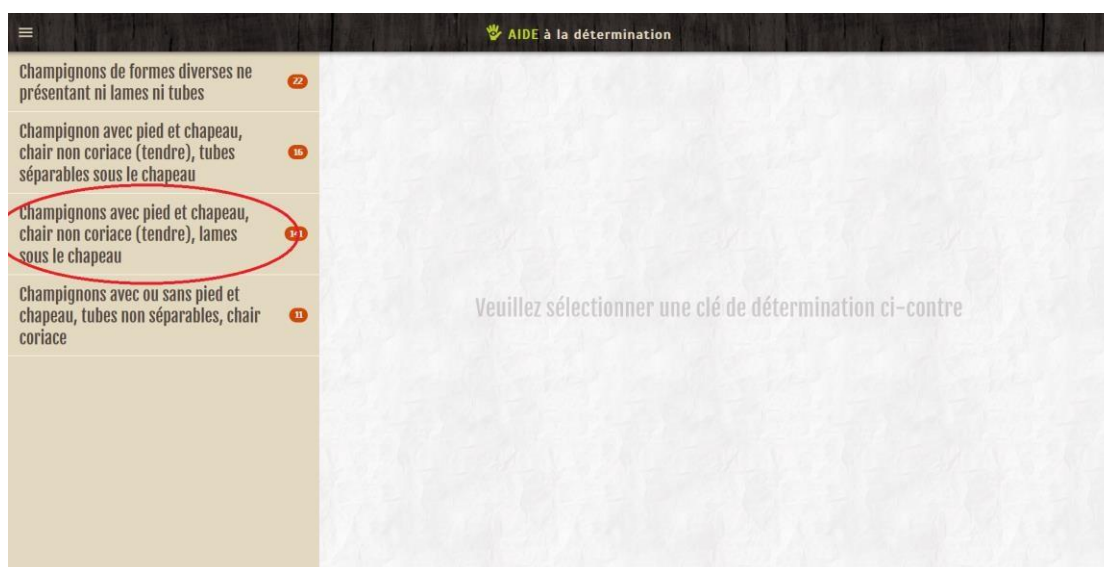 AIDE à la détermination
Champignons de formes diverses ne
présentant ni lames ni tubes
22
Champignon avec pied et chapeau,
chair non coriace (tendre), tubes
séparables sous le chapeau
16
Champignons avec pied et chapeau,
chair non coriace (tendre), lames
sous le chapeau
Champignons avec ou sans pied et
chapeau, tubes non séparables, chair
coriace
11
Veuillez sélectionner une clé de détermination ci-contre